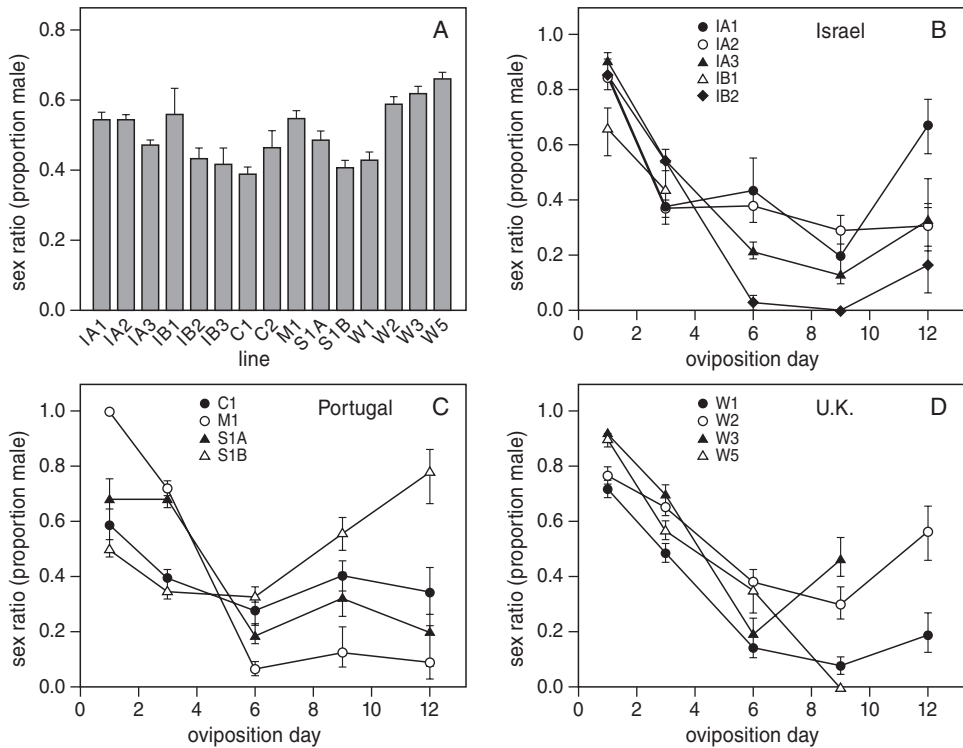 A
sex ratio (proportion male)
0.8
0.6
0.4
0.2
0.0
IA1 IA2 IA3 IB1 IB2 IB3 C1 C2 M1 S1A S1B W1 W2 W3 W5
line
B
Israel
IA1
IA2
IA3
IB1
IB2
sex ratio (proportion male)
1.0
0.8
0.6
0.4
0.2
0.0
0 2 4 6 8 10 12
oviposition day
C
Portugal
C1
M1
S1A
S1B
sex ratio (proportion male)
1.0
0.8
0.6
0.4
0.2
0.0
0 2 4 6 8 10 12
oviposition day
D
U.K.
W1
W2
W3
W5
sex ratio (proportion male)
1.0
0.8
0.6
0.4
0.2
0.0
0 2 4 6 8 10 12
oviposition day